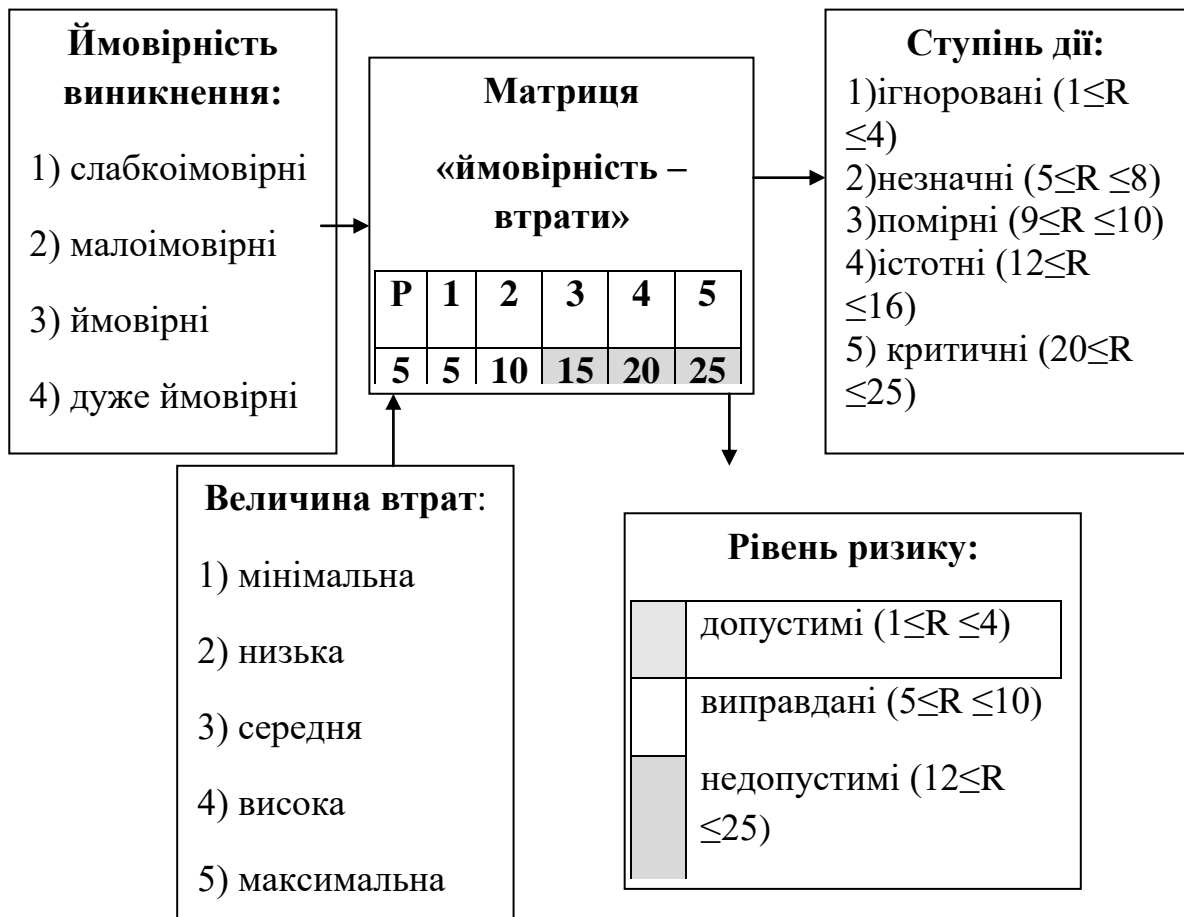 Ймовірність
виникнення:
1) слабкоімовірні
2) малоімовірні
3) ймовірні
4) дуже ймовірні
Матриця
«ймовірність –
втрати»
Р 1 2 3 4 5
5 5 10 15 20 25
Ступінь дії:
1)ігноровані (1≤R
≤4)
2)незначні (5≤R ≤8)
3)помірні (9≤R ≤10)
4)істотні (12≤R
≤16)
5) критичні (20≤R
≤25)
Величина втрат:
1) мінімальна
2) низька
3) середня
4) висока
5) максимальна
Рівень ризику:
допустимі (1≤R ≤4)
виправдані (5≤R ≤10)
недопустимі (12≤R
≤25)